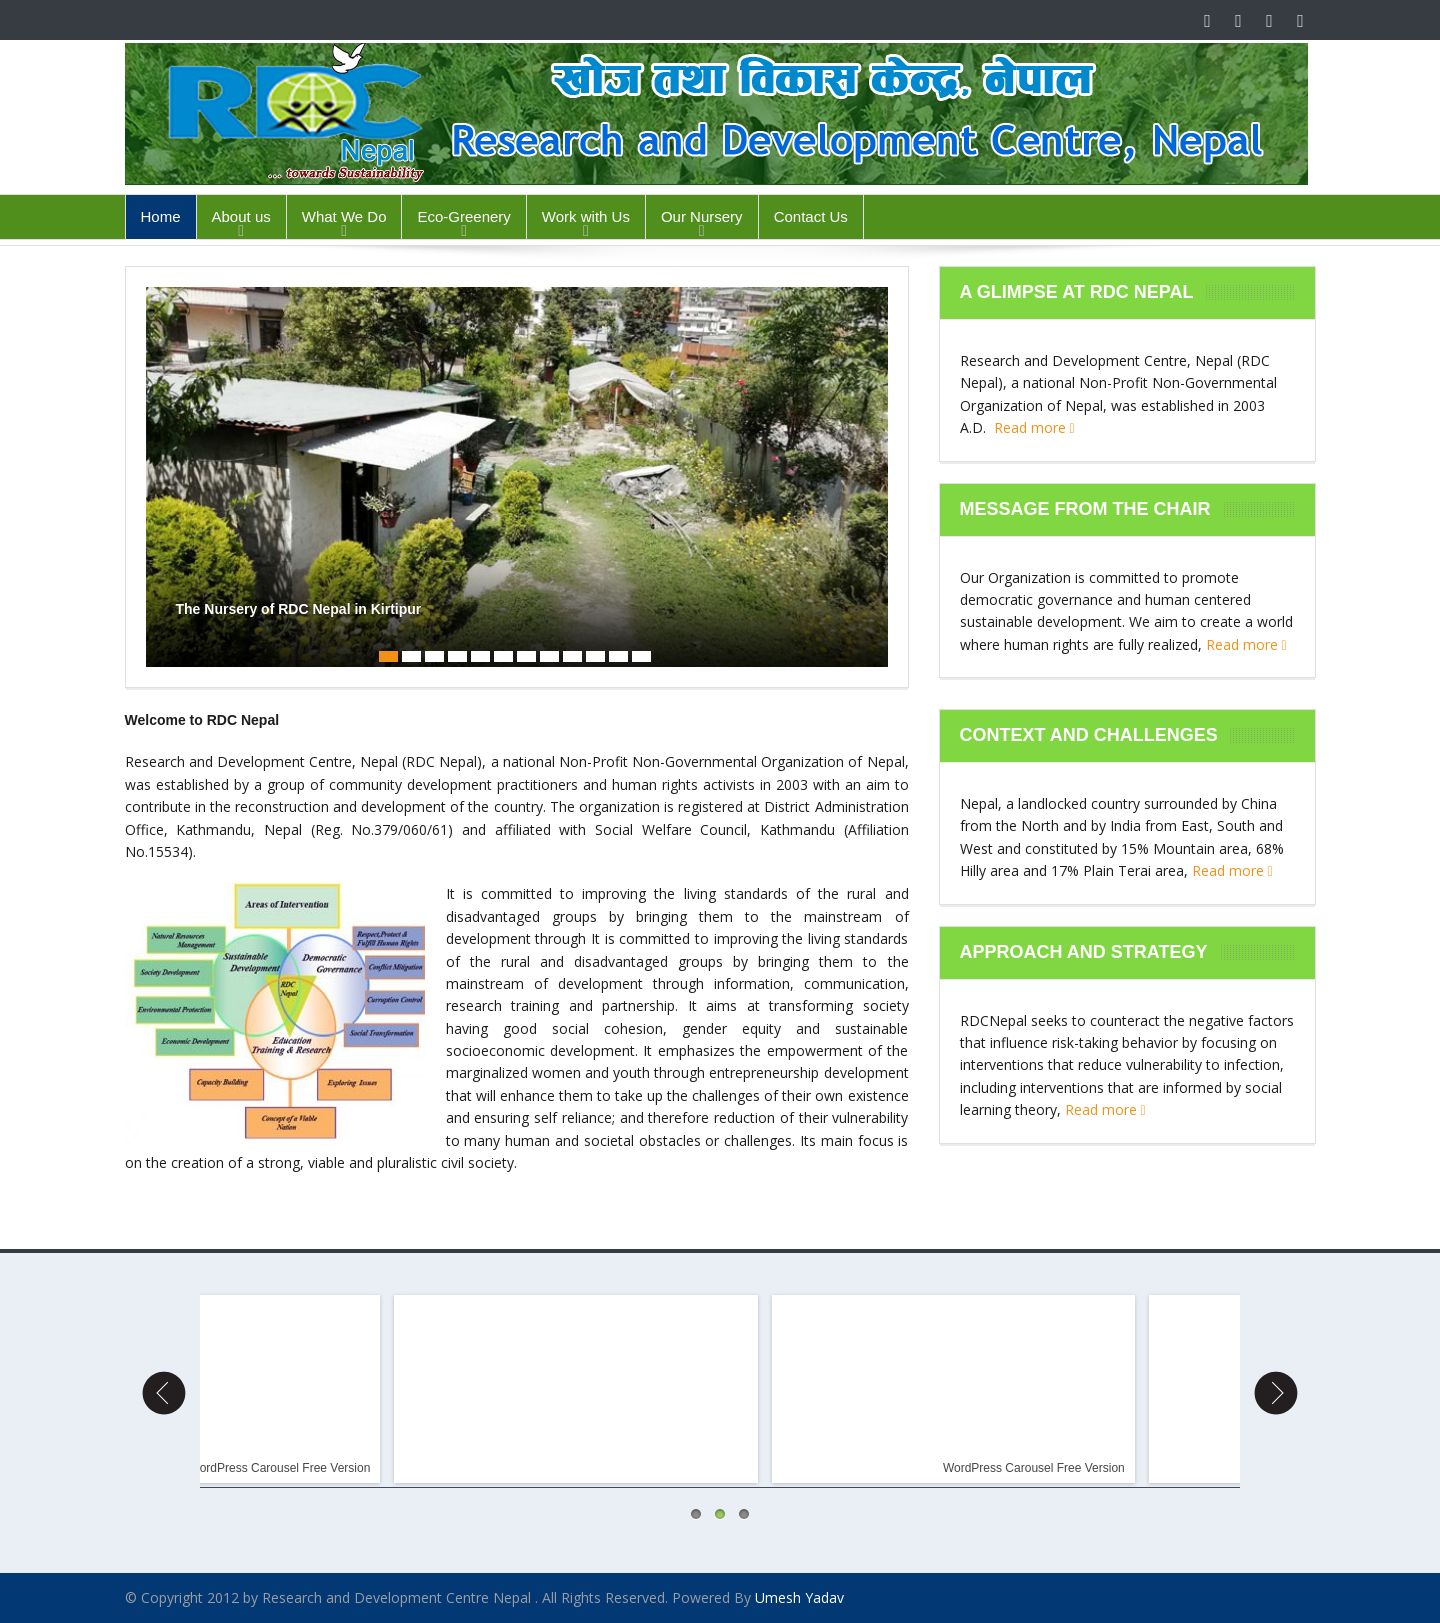 RDC
Nepal
... towards Sustainability
खोज तथा विकास केन्द्र, नेपाल
Research and Development Centre, Nepal
Home
About us
What We Do
Eco-Greenery
Work with Us
Our Nursery
Contact Us
The Nursery of RDC Nepal in Kirtipur
Welcome to RDC Nepal
Research and Development Centre, Nepal (RDC Nepal), a national Non-Profit Non-Governmental Organization of Nepal,
was established by a group of community development practitioners and human rights activists in 2003 with an aim to
contribute in the reconstruction and development of the country. The organization is registered at District Administration
Office, Kathmandu, Nepal (Reg. No.379/060/61) and affiliated with Social Welfare Council, Kathmandu (Affiliation
No.15534).
Areas of Intervention
Natural Resources
Management
Society Development
Environmental Protection
Economic Development
Sustainable
Development
Democratic
Governance
RDC
Nepal
Education
Training & Research
Respect,Protect &
Fulfill Human Rights
Conflict Mitigation
Curruption Control
Social Transformation
Capacity Building
Exploring Issues
Concept of a Viable
Nation
It is committed to improving the living standards of the rural and
disadvantaged groups by bringing them to the mainstream of
development through It is committed to improving the living standards
of the rural and disadvantaged groups by bringing them to the
mainstream of development through information, communication,
research training and partnership. It aims at transforming society
having good social cohesion, gender equity and sustainable
socioeconomic development. It emphasizes the empowerment of the
marginalized women and youth through entrepreneurship development
that will enhance them to take up the challenges of their own existence
and ensuring self reliance; and therefore reduction of their vulnerability
to many human and societal obstacles or challenges. Its main focus is
on the creation of a strong, viable and pluralistic civil society.
A GLIMPSE AT RDC NEPAL
Research and Development Centre, Nepal (RDC
Nepal), a national Non-Profit Non-Governmental
Organization of Nepal, was established in 2003
A.D. Read more
MESSAGE FROM THE CHAIR
Our Organization is committed to promote
democratic governance and human centered
sustainable development. We aim to create a world
where human rights are fully realized, Read more
CONTEXT AND CHALLENGES
Nepal, a landlocked country surrounded by China
from the North and by India from East, South and
West and constituted by 15% Mountain area, 68%
Hilly area and 17% Plain Terai area, Read more
APPROACH AND STRATEGY
RDCNepal seeks to counteract the negative factors
that influence risk-taking behavior by focusing on
interventions that reduce vulnerability to infection,
including interventions that are informed by social
learning theory, Read more
ordPress Carousel Free Version
WordPress Carousel Free Version
© Copyright 2012 by Research and Development Centre Nepal . All Rights Reserved. Powered By Umesh Yadav